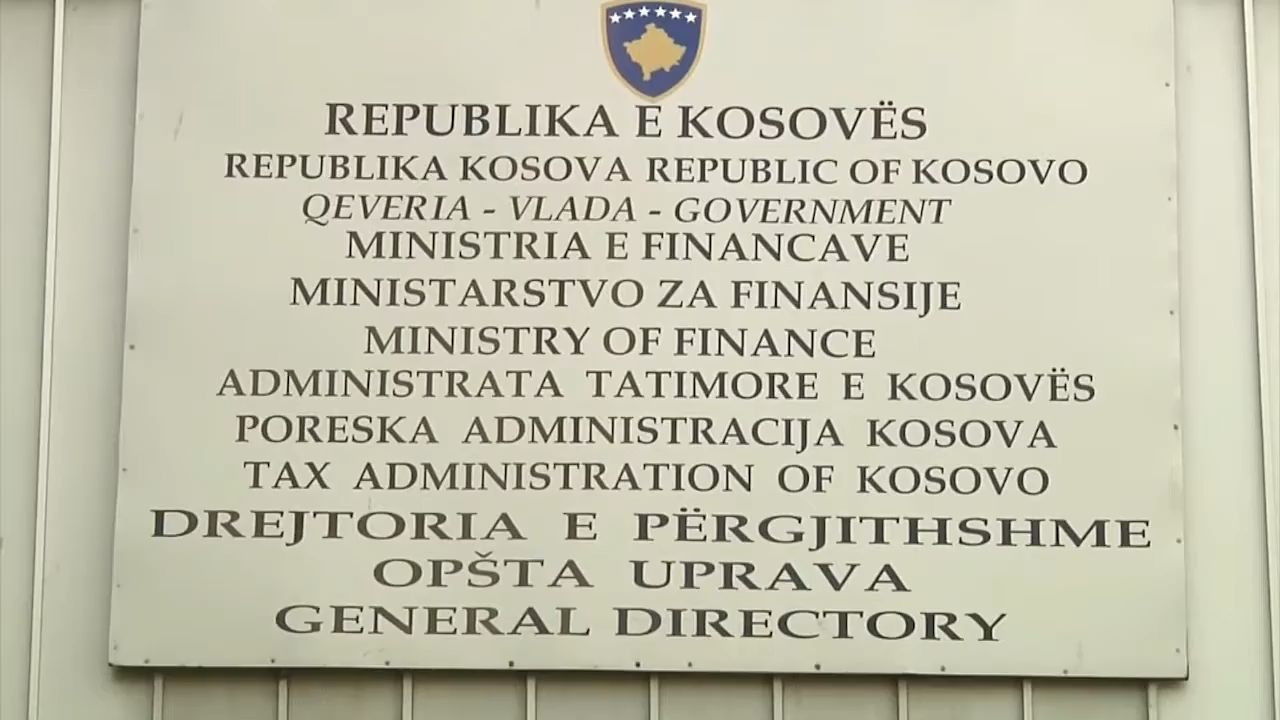 REPUBLIKA E KOSOVËS
REPUBLIKA KOSOVA REPUBLIC OF KOSOVO
QEVERIA - VLADA - GOVERNMENT
MINISTRIA E FINANCAVE
MINISTARSTVO ZA FINANSIJE
MINISTRY OF FINANCE
ADMINISTRATA TATIMORE E KOSOVËS
PORESKA ADMINISTRACIJA KOSOVA
TAX ADMINISTRATION OF KOSOVO
DREJTORIA E PËRGJITHSHME
OPŠTA UPRAVA
GENERAL DIRECTORY